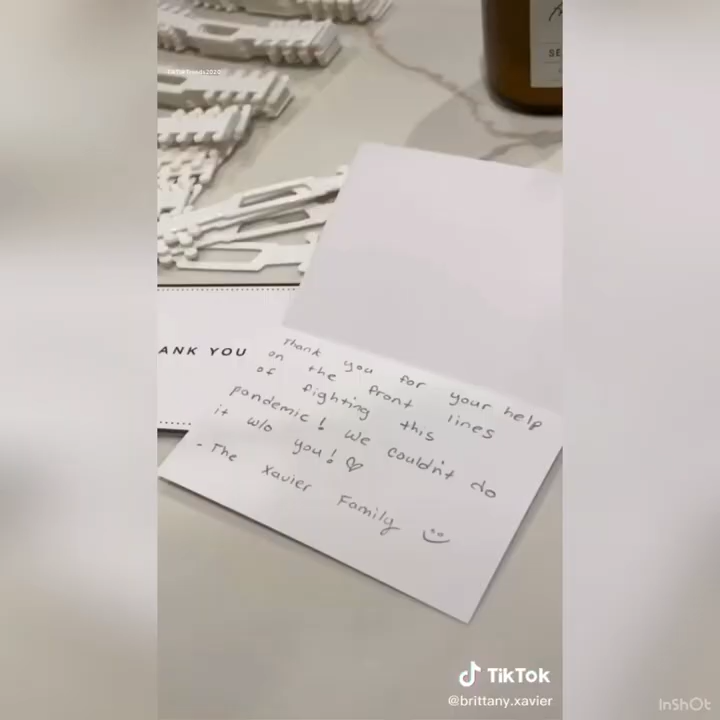 SE
ANK YOU
Thank you for your help
on the front lines
of fighting this
pandemic! We couldn't do
it w/o you! ♡
- The Xavier Family
TikTok
@brittany.xavier
InShOt